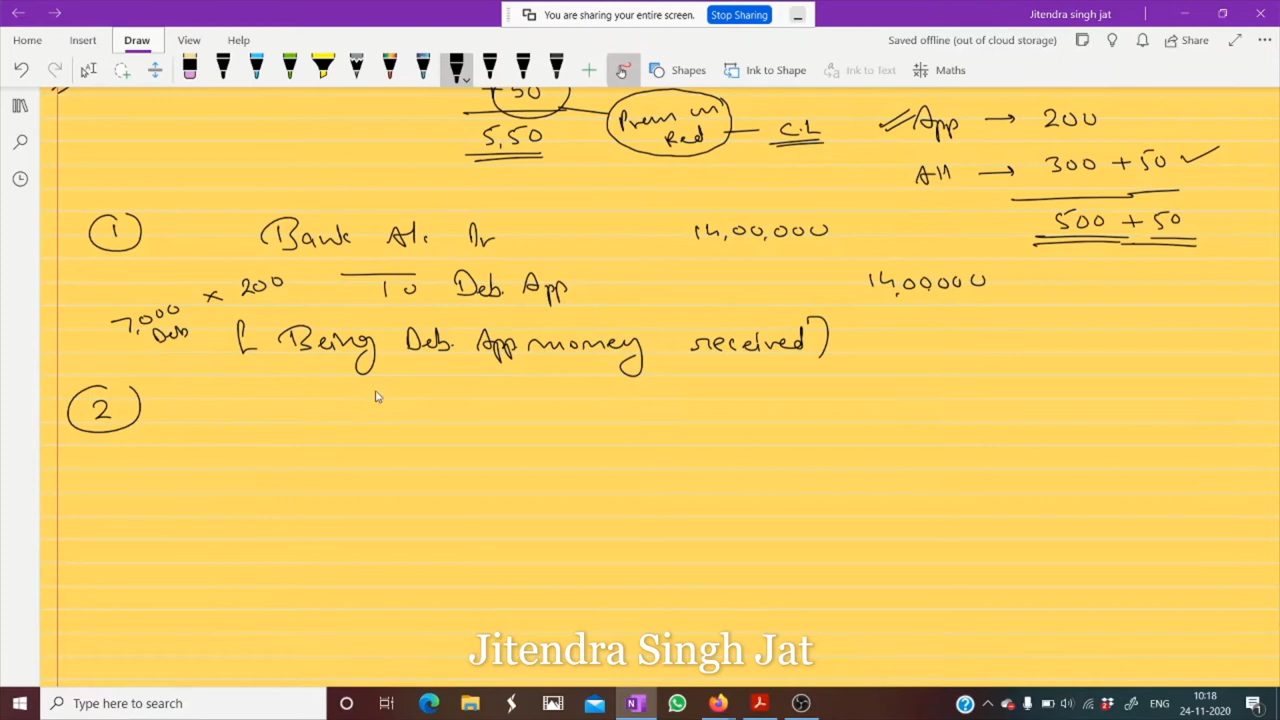 You are sharing your entire screen. Stop Sharing
Jitendra singh jat
Home Insert Draw View Help
Saved offline (out of cloud storage)
Share
Shapes Ink to Shape Ink to Text Maths
+ 50
5,50
Prem on Red C.L
App → 200
All → 300 + 50 ✓
500 + 50
1 Bank A/c Dr 14,00,000
7,000 Deb × 200 To Deb. App 14,00,000
( Being Deb. App money received )
2
Jitendra Singh Jat
Type here to search
ENG
10:18
24-11-2020
1